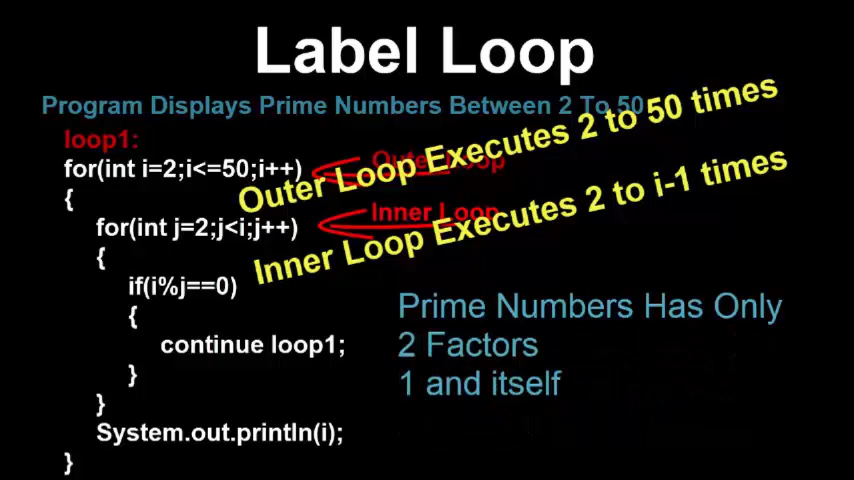 Label Loop
Program Displays Prime Numbers Between 2 To 50
loop1:
for(int i=2;i<=50;i++)
Outer Loop
Outer Loop Executes 2 to 50 times
{
for(int j=2;j<i;j++)
Inner Loop
Inner Loop Executes 2 to i-1 times
{
if(i%j==0)
{
continue loop1;
}
}
System.out.println(i);
}
Prime Numbers Has Only
2 Factors
1 and itself